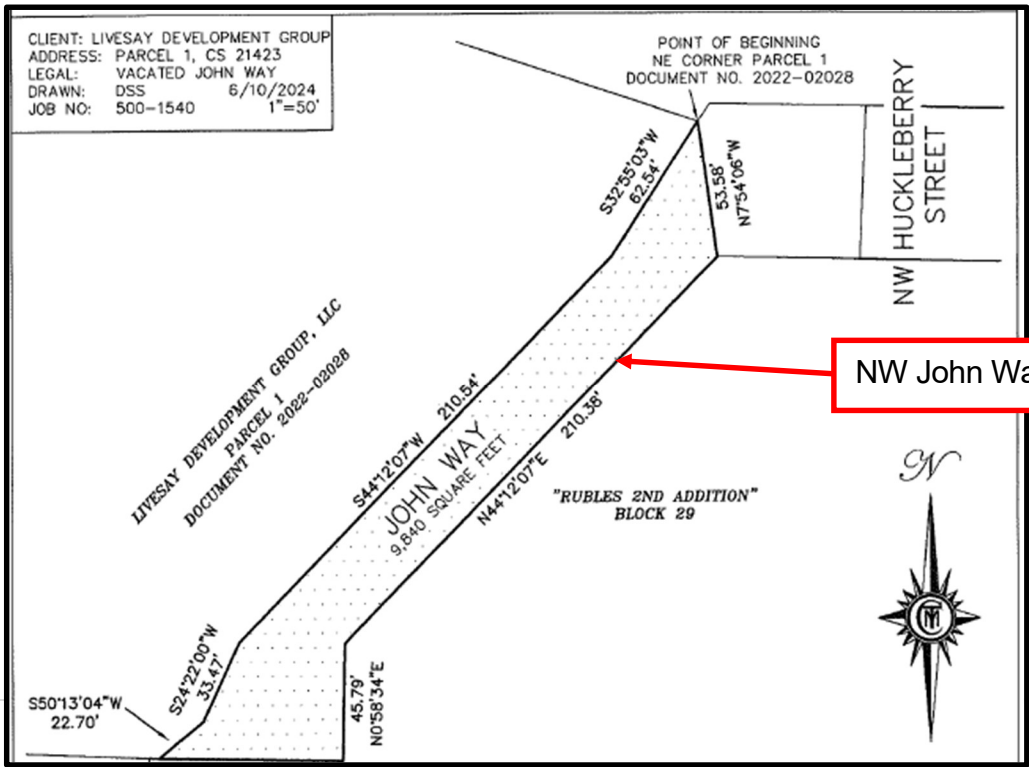 CLIENT: LIVESAY DEVELOPMENT GROUP
ADDRESS: PARCEL 1, CS 21423
LEGAL: VACATED JOHN WAY
DRAWN: DSS 6/10/2024
JOB NO: 500-1540 1"=50'
POINT OF BEGINNING
NE CORNER PARCEL 1
DOCUMENT NO. 2022-02028
NW HUCKLEBERRY
STREET
S32°55'03"W
62.54'
53.58'
N7°54'06"W
LIVESAY DEVELOPMENT GROUP, LLC
PARCEL 1
DOCUMENT NO. 2022-02028
S44°12'07"W 210.54'
JOHN WAY
9,840 SQUARE FEET
N44°12'07"E 210.38'
NW John Wa
"RUBLES 2ND ADDITION"
BLOCK 29
N
S24°22'00"W
33.47'
S50°13'04"W
22.70'
45.79'
N0°58'34"E